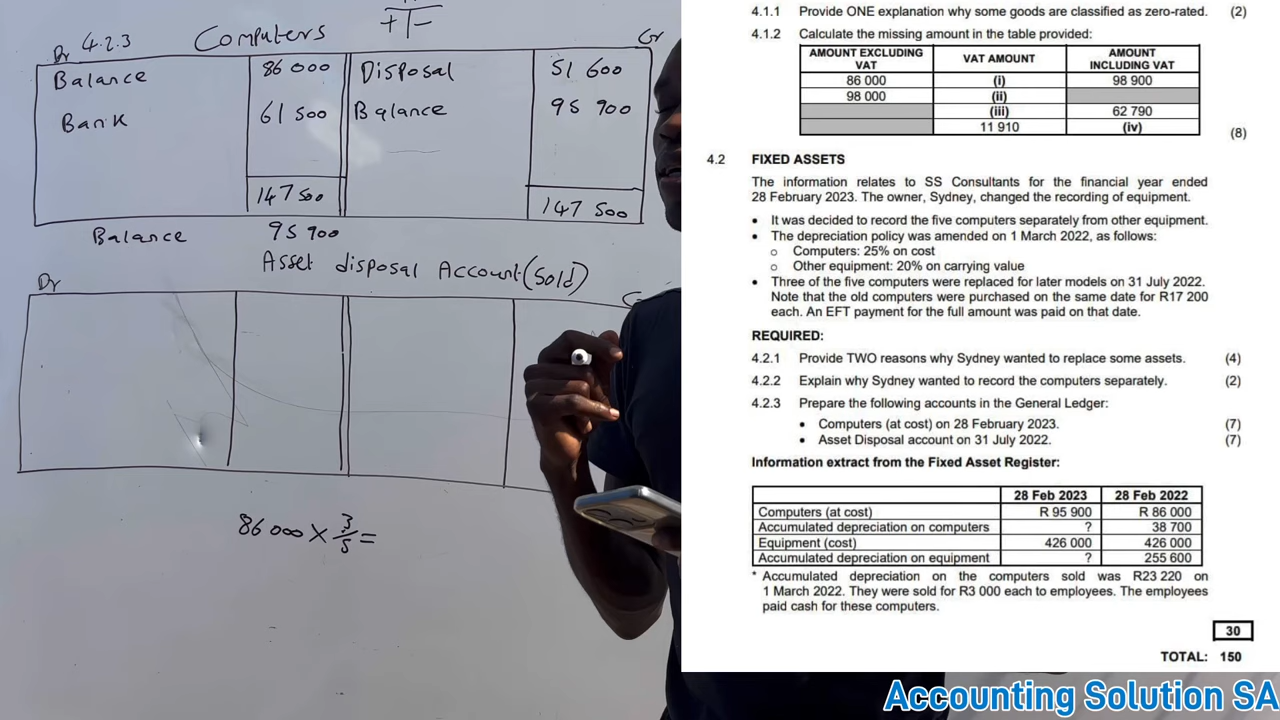 + -
Dr 4.2.3 Computers Cr
Balance 86 000 Disposal 51 600
Bank 61 500 Balance 95 900
147 500 147 500
Balance 95 900
Asset disposal Account (Sold)
Dr
86 000 × 3/5 =
4.1.1 Provide ONE explanation why some goods are classified as zero-rated. (2)
4.1.2 Calculate the missing amount in the table provided:
AMOUNT EXCLUDING VAT VAT AMOUNT AMOUNT INCLUDING VAT
86 000 (i) 98 900
98 000 (ii)
(iii) 62 790
11 910 (iv)
(8)
4.2 FIXED ASSETS
The information relates to SS Consultants for the financial year ended
28 February 2023. The owner, Sydney, changed the recording of equipment.
• It was decided to record the five computers separately from other equipment.
• The depreciation policy was amended on 1 March 2022, as follows:
o Computers: 25% on cost
o Other equipment: 20% on carrying value
• Three of the five computers were replaced for later models on 31 July 2022.
Note that the old computers were purchased on the same date for R17 200
each. An EFT payment for the full amount was paid on that date.
REQUIRED:
4.2.1 Provide TWO reasons why Sydney wanted to replace some assets. (4)
4.2.2 Explain why Sydney wanted to record the computers separately. (2)
4.2.3 Prepare the following accounts in the General Ledger:
• Computers (at cost) on 28 February 2023. (7)
• Asset Disposal account on 31 July 2022. (7)
Information extract from the Fixed Asset Register:
28 Feb 2023 28 Feb 2022
Computers (at cost) R 95 900 R 86 000
Accumulated depreciation on computers ? 38 700
Equipment (cost) 426 000 426 000
Accumulated depreciation on equipment ? 255 600
* Accumulated depreciation on the computers sold was R23 220 on
1 March 2022. They were sold for R3 000 each to employees. The employees
paid cash for these computers.
30
TOTAL: 150
Accounting Solution SA